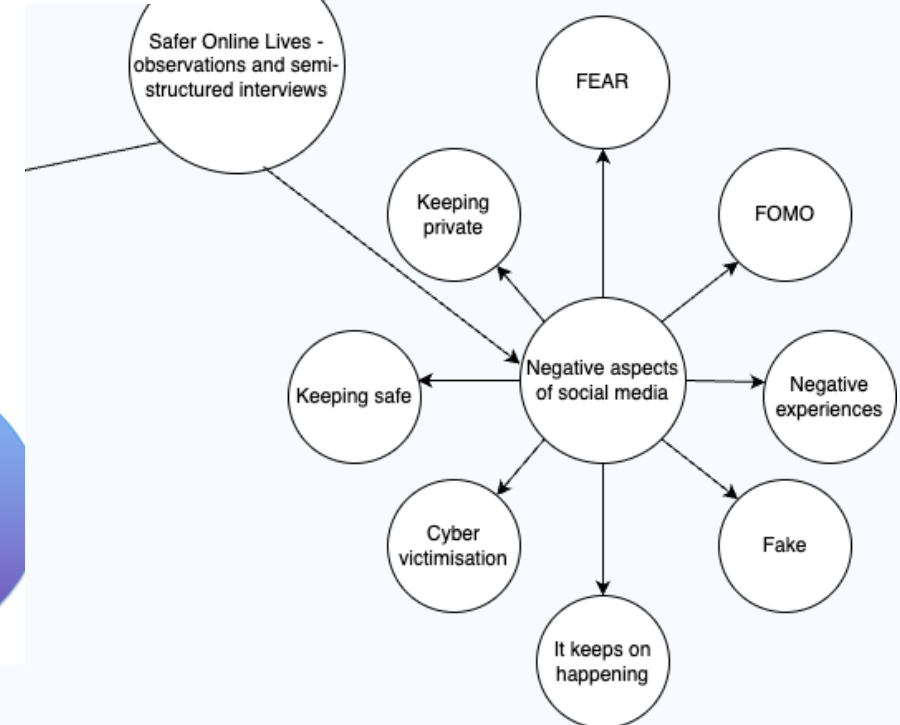 Safer Online Lives -
observations and semi-
structured interviews
FEAR
Keeping
private
FOMO
Negative aspects
of social media
Keeping safe
Negative
experiences
Cyber
victimisation
Fake
It keeps on
happening